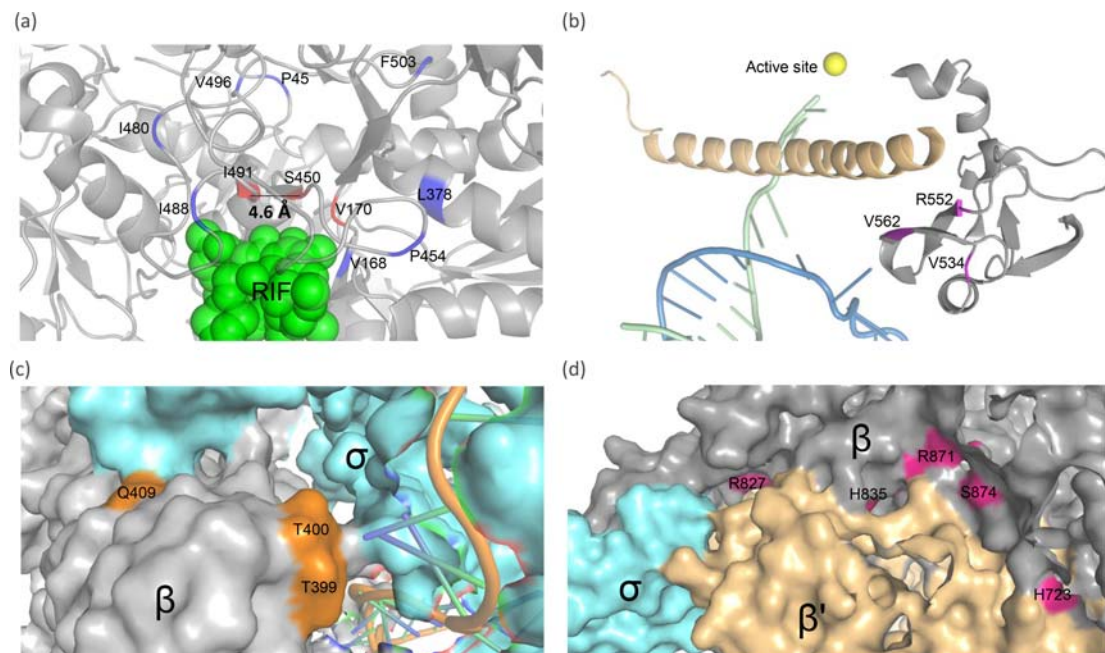 (a)
V496
P45
F503
I480
I491
S450
L378
4.6 Å
I488
V170
V168
P454
RIF
(b)
Active site
R552
V562
V534
(c)
Q409
σ
T400
T399
β
(d)
β
R871
R827
H835
S874
σ
β'
H723